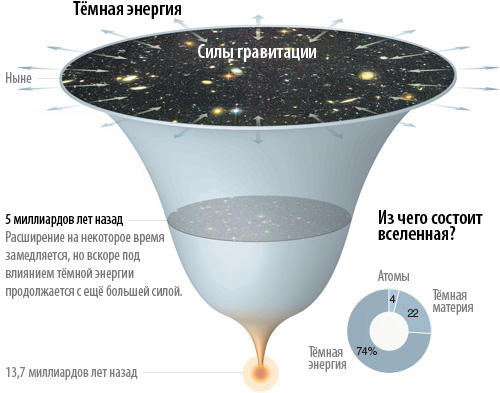 Тёмная энергия
Силы гравитации
Ныне
5 миллиардов лет назад
Расширение на некоторое время
замедляется, но вскоре под
влиянием тёмной энергии
продолжается с ещё большей силой.
13,7 миллиардов лет назад
Из чего состоит
вселенная?
Атомы
4
Тёмная
материя
22
Тёмная
энергия
74%